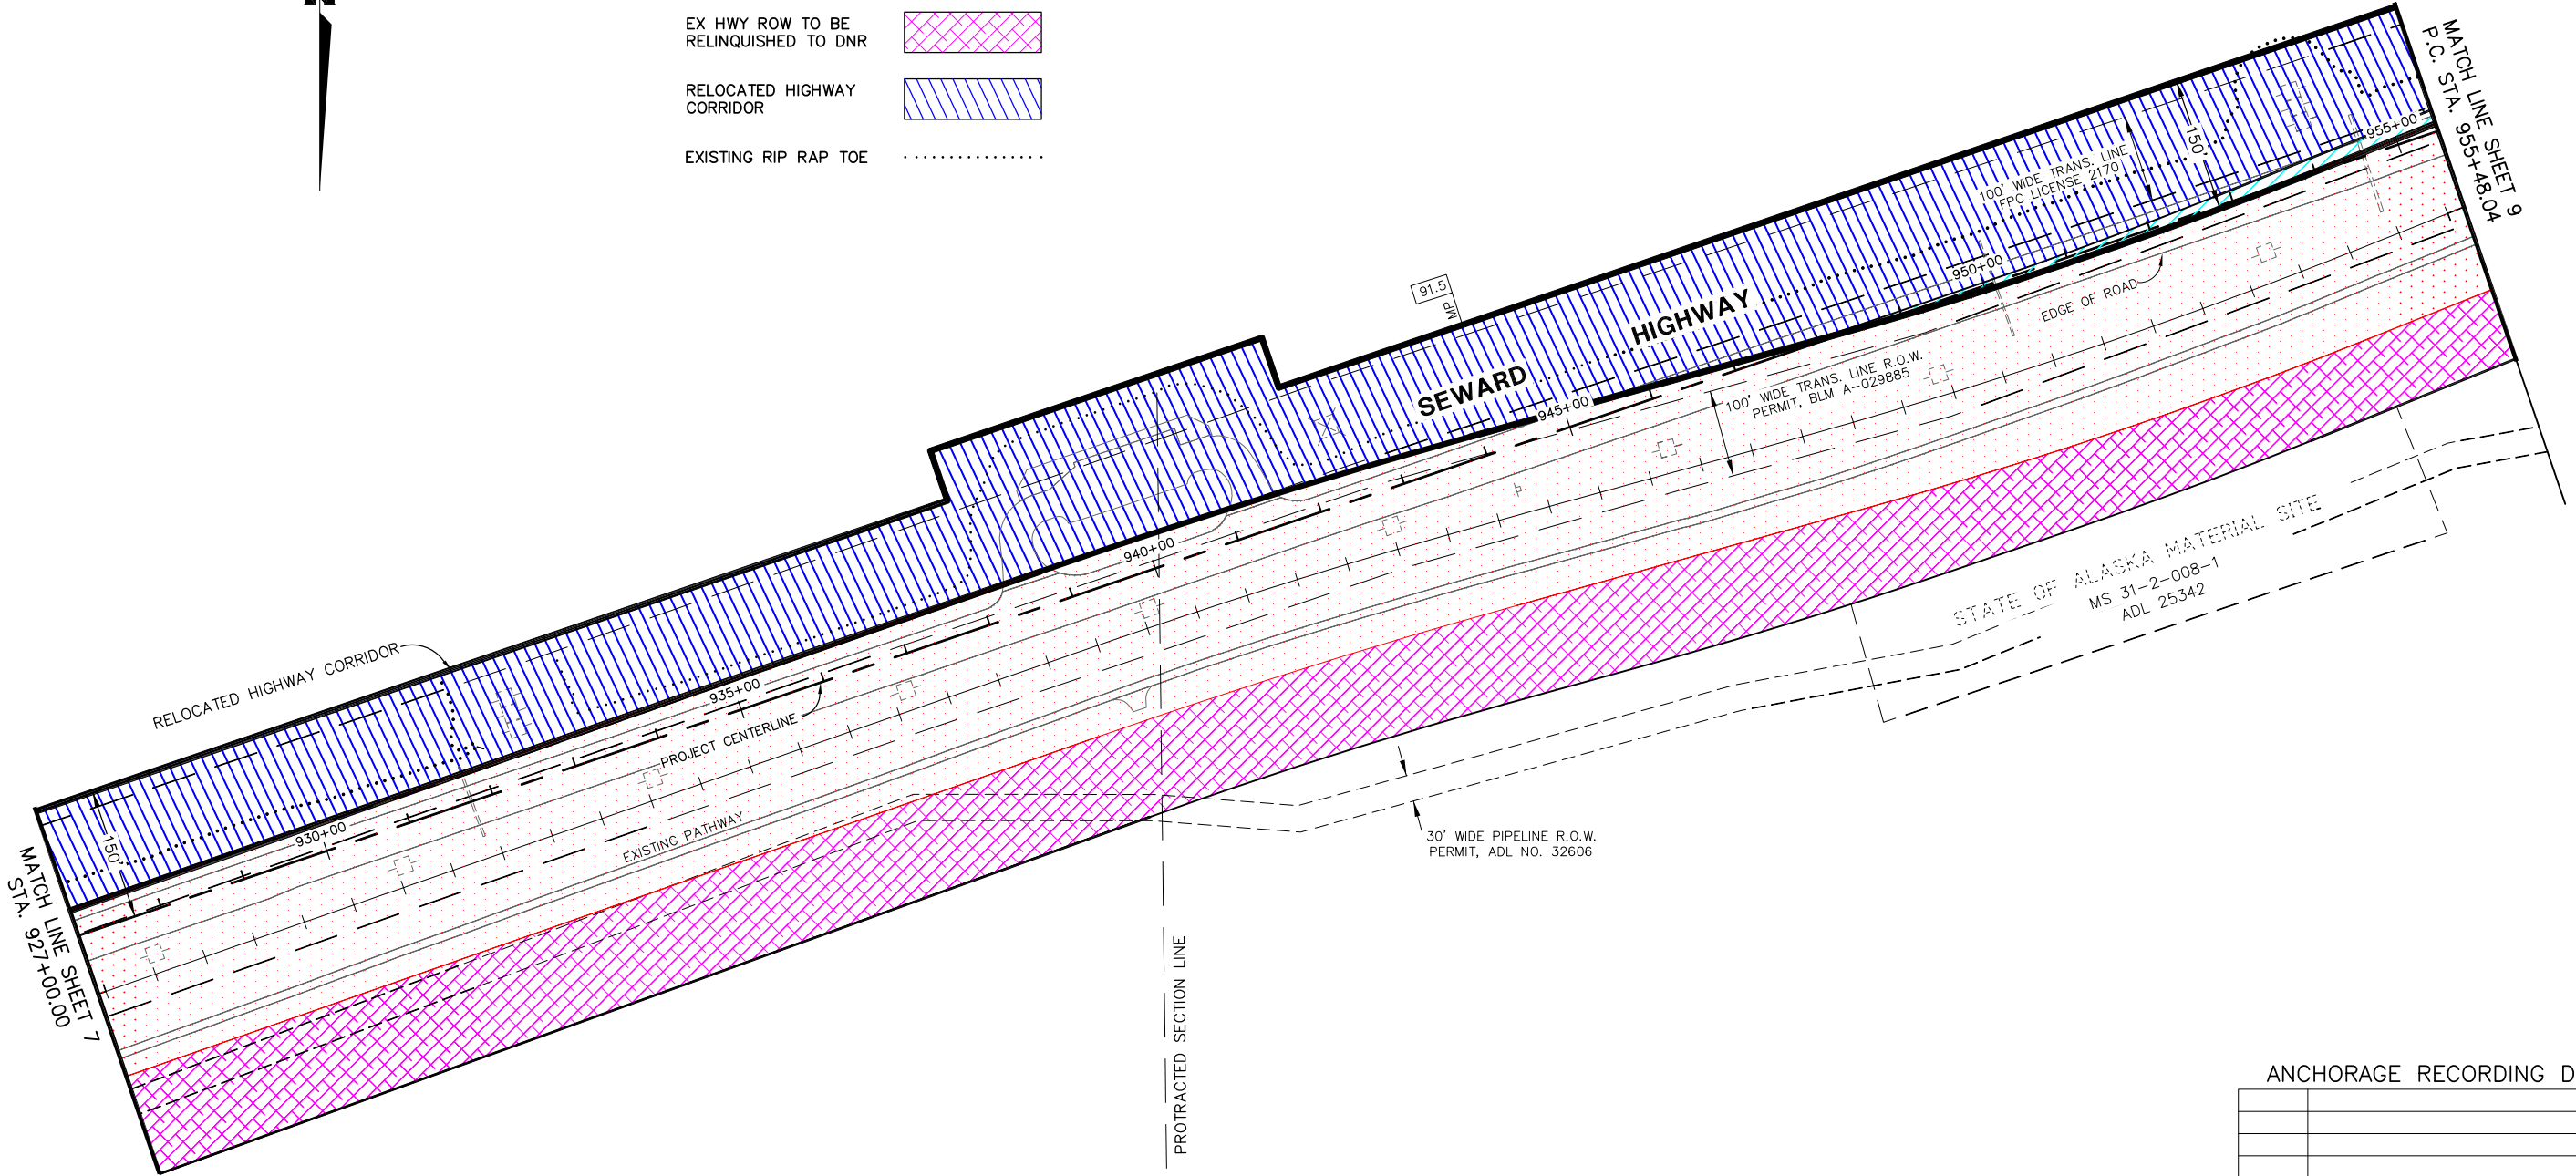 N
EX HWY ROW TO BE
RELINQUISHED TO DNR
RELOCATED HIGHWAY
CORRIDOR
EXISTING RIP RAP TOE
MATCH LINE SHEET 9
P.C. STA. 955+48.04
955+00
150'
100' WIDE TRANS. LINE
FPC LICENSE 2170
950+00
EDGE OF ROAD
91.5
MP
SEWARD HIGHWAY
100' WIDE TRANS. LINE R.O.W.
PERMIT, BLM A-029885
945+00
940+00
STATE OF ALASKA MATERIAL SITE
MS 31-2-008-1
ADL 25342
RELOCATED HIGHWAY CORRIDOR
935+00
PROJECT CENTERLINE
930+00
EXISTING PATHWAY
150'
30' WIDE PIPELINE R.O.W.
PERMIT, ADL NO. 32606
MATCH LINE SHEET 7
STA. 927+00.00
PROTRACTED SECTION LINE
ANCHORAGE RECORDING D